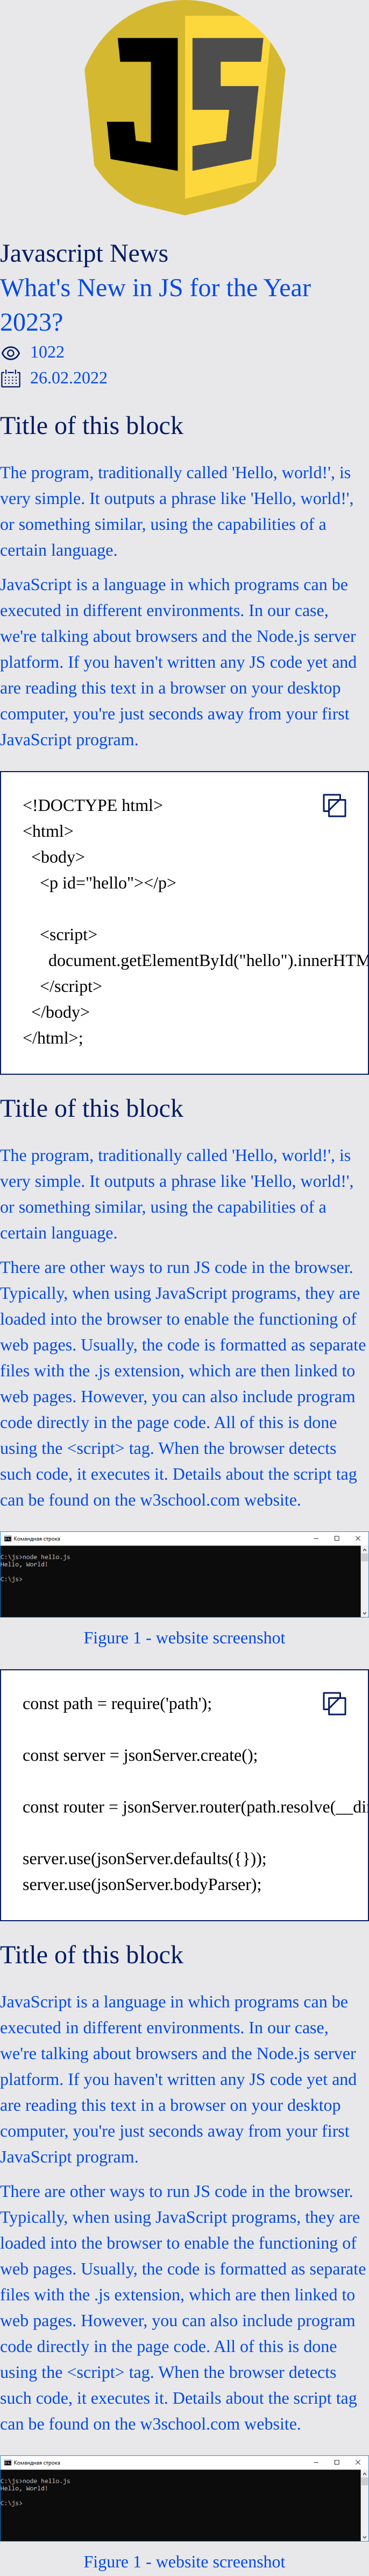 JS
Javascript News
What's New in JS for the Year
2023?
1022
26.02.2022
Title of this block
The program, traditionally called 'Hello, world!', is
very simple. It outputs a phrase like 'Hello, world!',
or something similar, using the capabilities of a
certain language.
JavaScript is a language in which programs can be
executed in different environments. In our case,
we're talking about browsers and the Node.js server
platform. If you haven't written any JS code yet and
are reading this text in a browser on your desktop
computer, you're just seconds away from your first
JavaScript program.
<!DOCTYPE html>
<html>
  <body>
    <p id="hello"></p>
    <script>
      document.getElementById("hello").innerHTM
    </script>
  </body>
</html>;
Title of this block
The program, traditionally called 'Hello, world!', is
very simple. It outputs a phrase like 'Hello, world!',
or something similar, using the capabilities of a
certain language.
There are other ways to run JS code in the browser.
Typically, when using JavaScript programs, they are
loaded into the browser to enable the functioning of
web pages. Usually, the code is formatted as separate
files with the .js extension, which are then linked to
web pages. However, you can also include program
code directly in the page code. All of this is done
using the <script> tag. When the browser detects
such code, it executes it. Details about the script tag
can be found on the w3school.com website.
Командная строка
C:\js>node hello.js
Hello, World!
C:\js>
Figure 1 - website screenshot
const path = require('path');
const server = jsonServer.create();
const router = jsonServer.router(path.resolve(__di
server.use(jsonServer.defaults({}));
server.use(jsonServer.bodyParser);
Title of this block
JavaScript is a language in which programs can be
executed in different environments. In our case,
we're talking about browsers and the Node.js server
platform. If you haven't written any JS code yet and
are reading this text in a browser on your desktop
computer, you're just seconds away from your first
JavaScript program.
There are other ways to run JS code in the browser.
Typically, when using JavaScript programs, they are
loaded into the browser to enable the functioning of
web pages. Usually, the code is formatted as separate
files with the .js extension, which are then linked to
web pages. However, you can also include program
code directly in the page code. All of this is done
using the <script> tag. When the browser detects
such code, it executes it. Details about the script tag
can be found on the w3school.com website.
Командная строка
C:\js>node hello.js
Hello, World!
C:\js>
Figure 1 - website screenshot